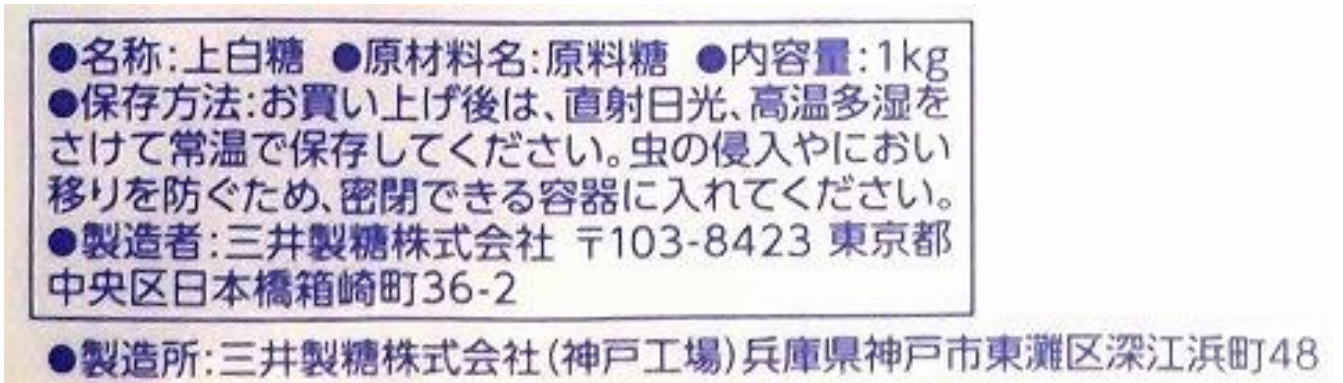 ●名称:上白糖 ●原材料名:原料糖 ●内容量:1kg
●保存方法:お買い上げ後は、直射日光、高温多湿を
さけて常温で保存してください。虫の侵入やにおい
移りを防ぐため、密閉できる容器に入れてください。
●製造者:三井製糖株式会社 〒103-8423 東京都
中央区日本橋箱崎町36-2
●製造所:三井製糖株式会社(神戸工場)兵庫県神戸市東灘区深江浜町48